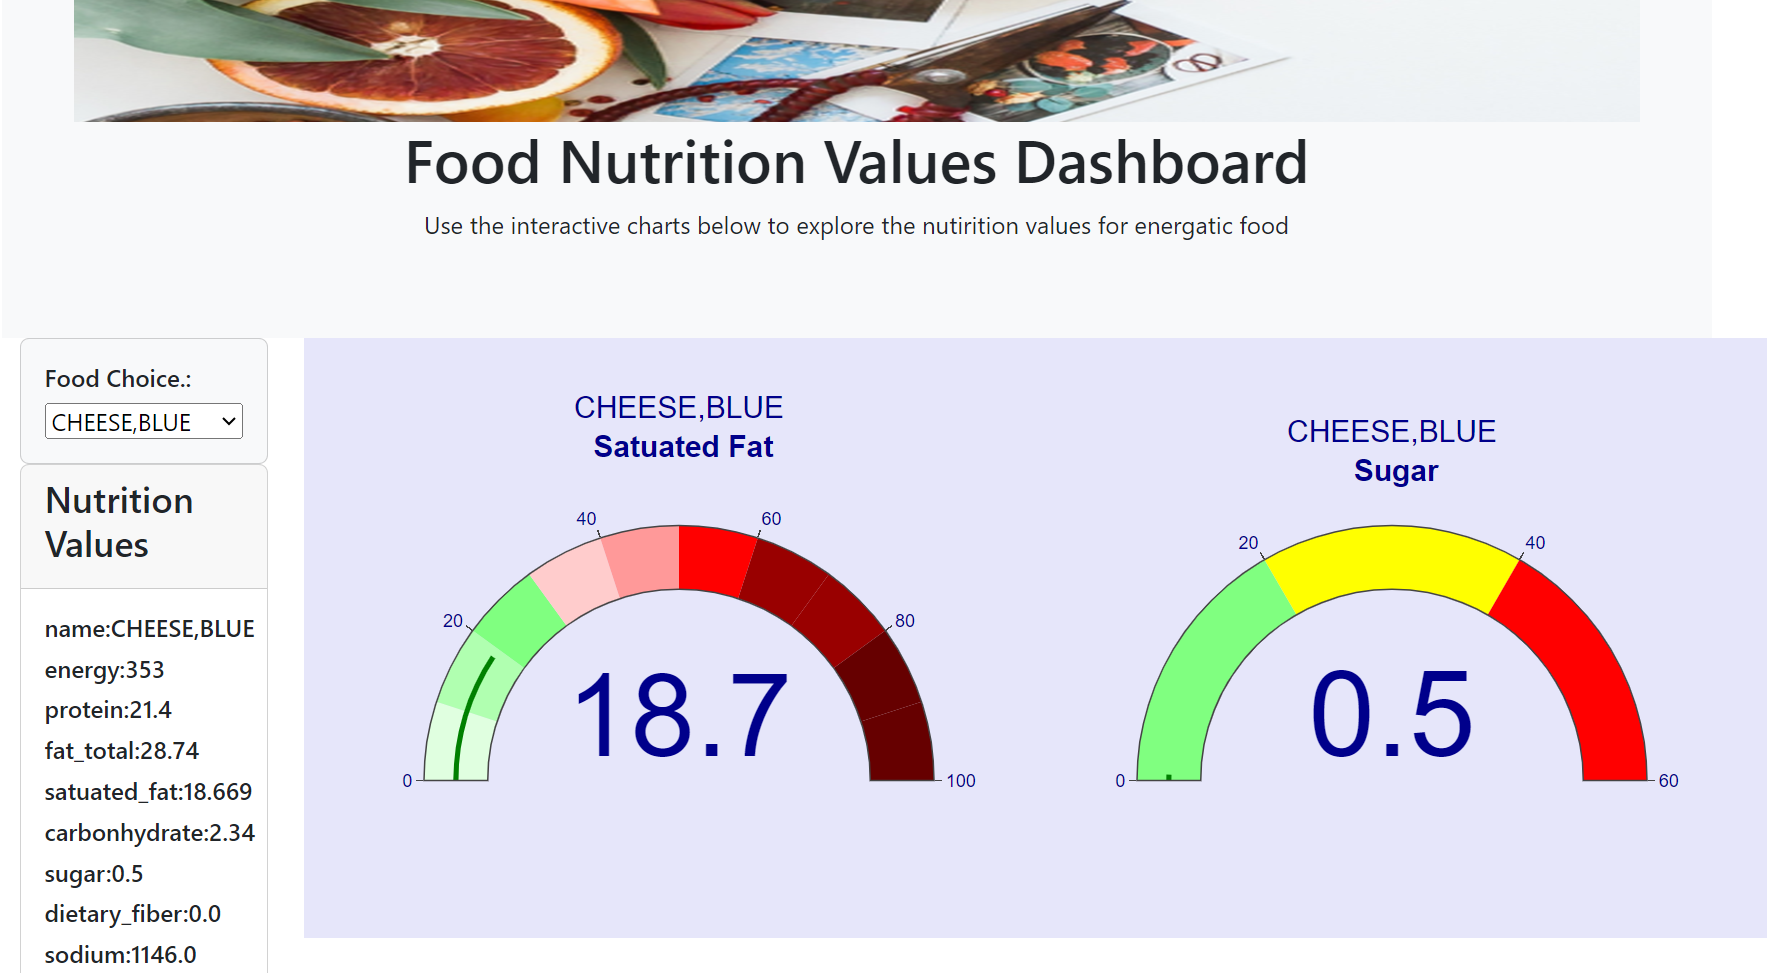 Food Nutrition Values Dashboard
Use the interactive charts below to explore the nutirition values for energatic food
Food Choice.:
CHEESE,BLUE
Nutrition
Values
name:CHEESE,BLUE
energy:353
protein:21.4
fat_total:28.74
satuated_fat:18.669
carbonhydrate:2.34
sugar:0.5
dietary_fiber:0.0
sodium:1146.0
CHEESE,BLUE
Satuated Fat
0
20
40
60
80
100
18.7
CHEESE,BLUE
Sugar
0
20
40
60
0.5